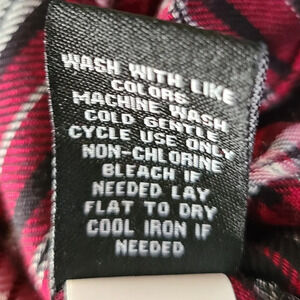 WASH WITH LIKE
COLORS
MACHINE WASH
COLD GENTLE
CYCLE USE ONLY
NON-CHLORINE
BLEACH IF
NEEDED LAY
FLAT TO DRY
COOL IRON IF
NEEDED